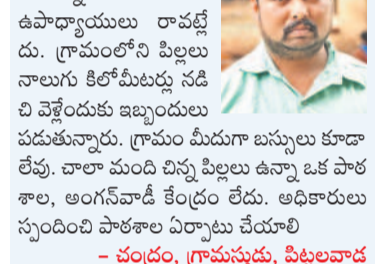 ఉపాధ్యాయులు రావట్లే
దు. గ్రామంలోని పిల్లలు
నాలుగు కిలోమీటర్లు నడి
చి వెళ్లేందుకు ఇబ్బందులు
పడుతున్నారు. గ్రామం మీదుగా బస్సులు కూడా
లేవు. చాలా మంది చిన్న పిల్లలు ఉన్నా ఒక పాఠ
శాల, అంగన్‌వాడీ కేంద్రం లేదు. అధికారులు
స్పందించి పాఠశాల ఏర్పాటు చేయాలి
– చంద్రం, గ్రామస్తుడు, పిట్టలవాడ